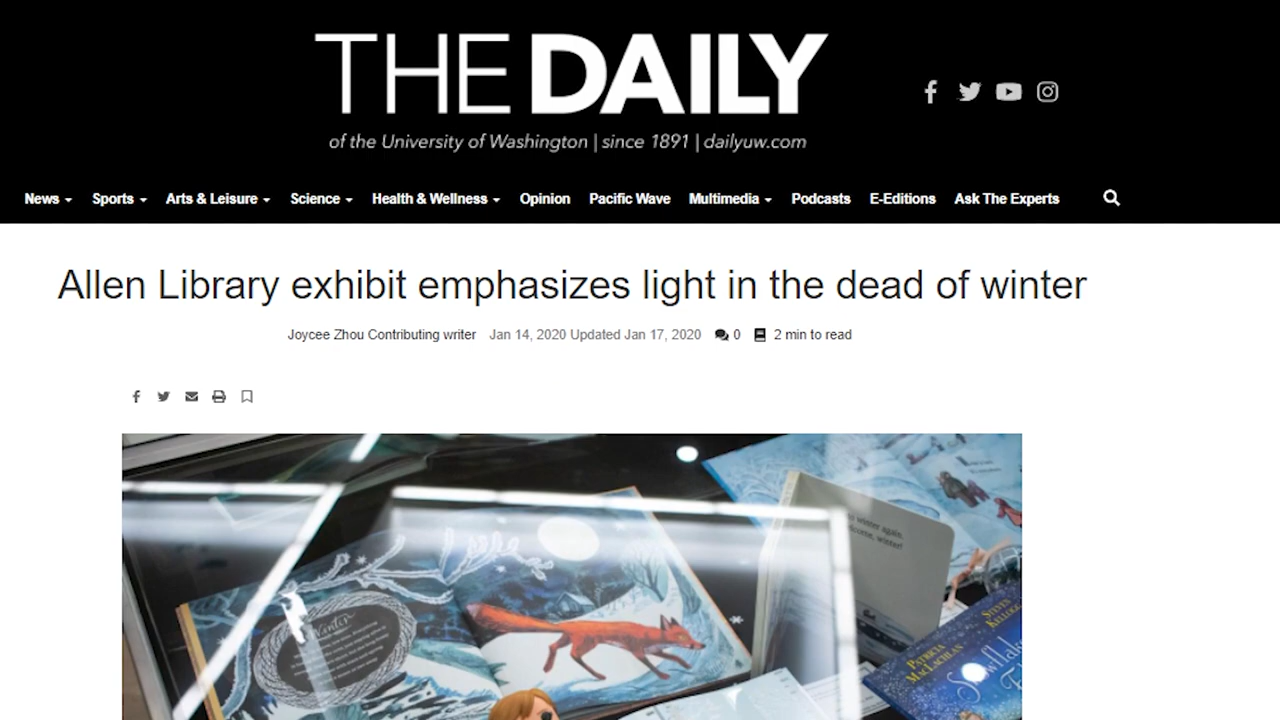 THE DAILY
of the University of Washington | since 1891 | dailyuw.com
News Sports Arts & Leisure Science Health & Wellness Opinion Pacific Wave Multimedia Podcasts E-Editions Ask The Experts
Allen Library exhibit emphasizes light in the dead of winter
Joycee Zhou Contributing writer Jan 14, 2020 Updated Jan 17, 2020 0 2 min to read
winter again.
winter!
Winter
STEVEN
KELLOGG
PATRICIA
MACLACHLAN